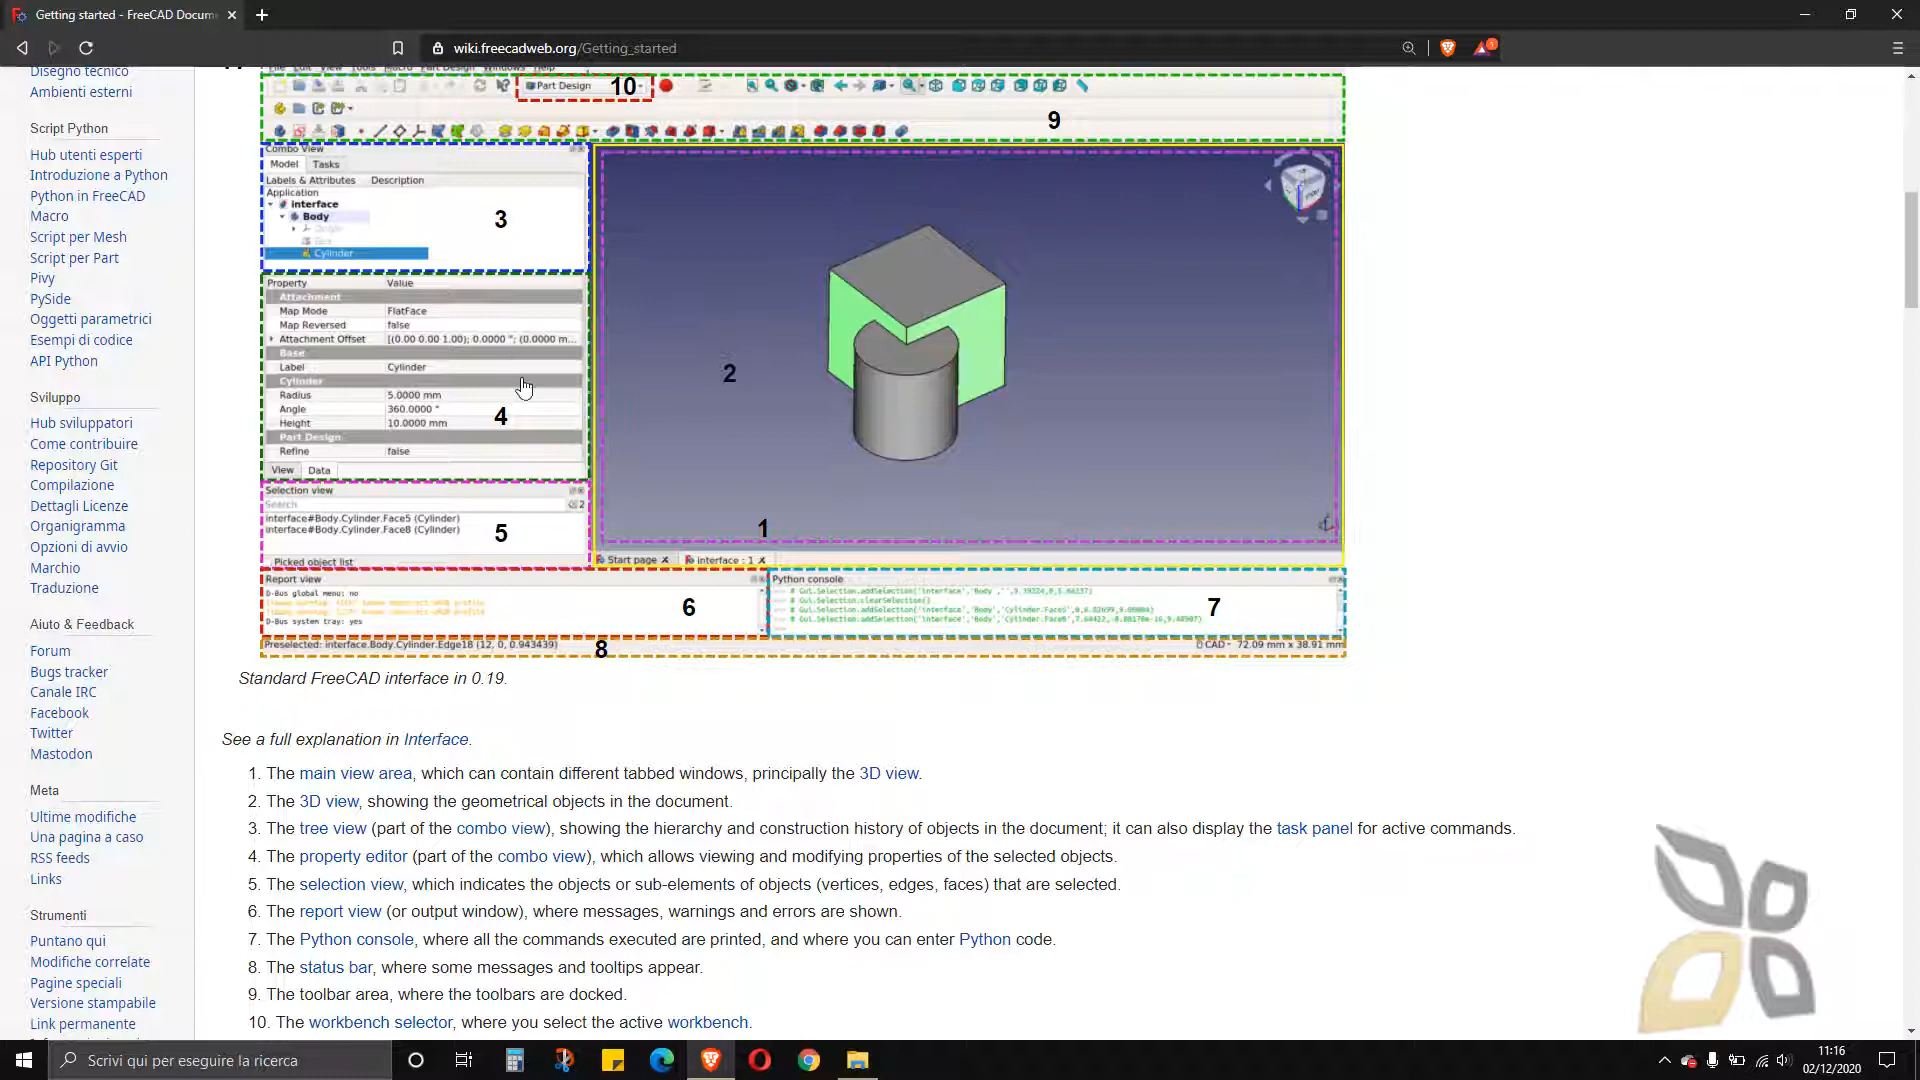 Getting started - FreeCAD Docum
wiki.freecadweb.org/Getting_started
1
Disegno tecnico
Ambienti esterni
Script Python
Hub utenti esperti
Introduzione a Python
Python in FreeCAD
Macro
Script per Mesh
Script per Part
Pivy
PySide
Oggetti parametrici
Esempi di codice
API Python
Sviluppo
Hub sviluppatori
Come contribuire
Repository Git
Compilazione
Dettagli Licenze
Organigramma
Opzioni di avvio
Marchio
Traduzione
Aiuto & Feedback
Forum
Bugs tracker
Canale IRC
Facebook
Twitter
Mastodon
Meta
Ultime modifiche
Una pagina a caso
RSS feeds
Links
Strumenti
Puntano qui
Modifiche correlate
Pagine speciali
Versione stampabile
Link permanente
Part Design
10
9
Combo View
Model Tasks
Labels & Attributes Description
Application
interface
Body
Cylinder
3
Property Value
Attachment
Map Mode FlatFace
Map Reversed false
Attachment Offset [(0.00 0.00 1.00); 0.0000 °; (0.0000 m...
Base
Label Cylinder
Cylinder
Radius 5.0000 mm
Angle 360.0000 °
Height 10.0000 mm
Part Design
Refine false
4
View Data
Selection view
Search
2
interface#Body.Cylinder.Face5 (Cylinder)
interface#Body.Cylinder.Face8 (Cylinder)
5
Picked object list
2
1
Start page interface : 1
Report view
D-Bus global menu: no
D-Bus system tray: yes
6
Python console
# Gui.Selection.clearSelection()
7
Preselected: interface.Body.Cylinder.Edge18 (12, 0, 0.943439)
8
CAD 72.09 mm x 38.91 mm
Standard FreeCAD interface in 0.19.
See a full explanation in Interface.
1. The main view area, which can contain different tabbed windows, principally the 3D view.
2. The 3D view, showing the geometrical objects in the document.
3. The tree view (part of the combo view), showing the hierarchy and construction history of objects in the document; it can also display the task panel for active commands.
4. The property editor (part of the combo view), which allows viewing and modifying properties of the selected objects.
5. The selection view, which indicates the objects or sub-elements of objects (vertices, edges, faces) that are selected.
6. The report view (or output window), where messages, warnings and errors are shown.
7. The Python console, where all the commands executed are printed, and where you can enter Python code.
8. The status bar, where some messages and tooltips appear.
9. The toolbar area, where the toolbars are docked.
10. The workbench selector, where you select the active workbench.
Scrivi qui per eseguire la ricerca
11:16
02/12/2020